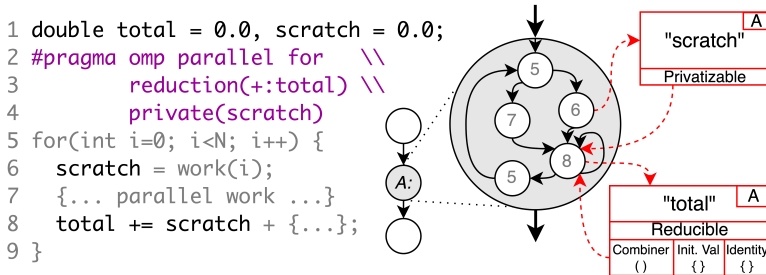 1 double total = 0.0, scratch = 0.0;
2 #pragma omp parallel for \\
3 reduction(+:total) \\
4 private(scratch)
5 for(int i=0; i<N; i++) {
6 scratch = work(i);
7 {... parallel work ...}
8 total += scratch + {...};
9 }
A:
5
7
6
8
5
A
"scratch"
Privatizable
A
"total"
Reducible
Combiner Init. Val Identity
( ) { } { }